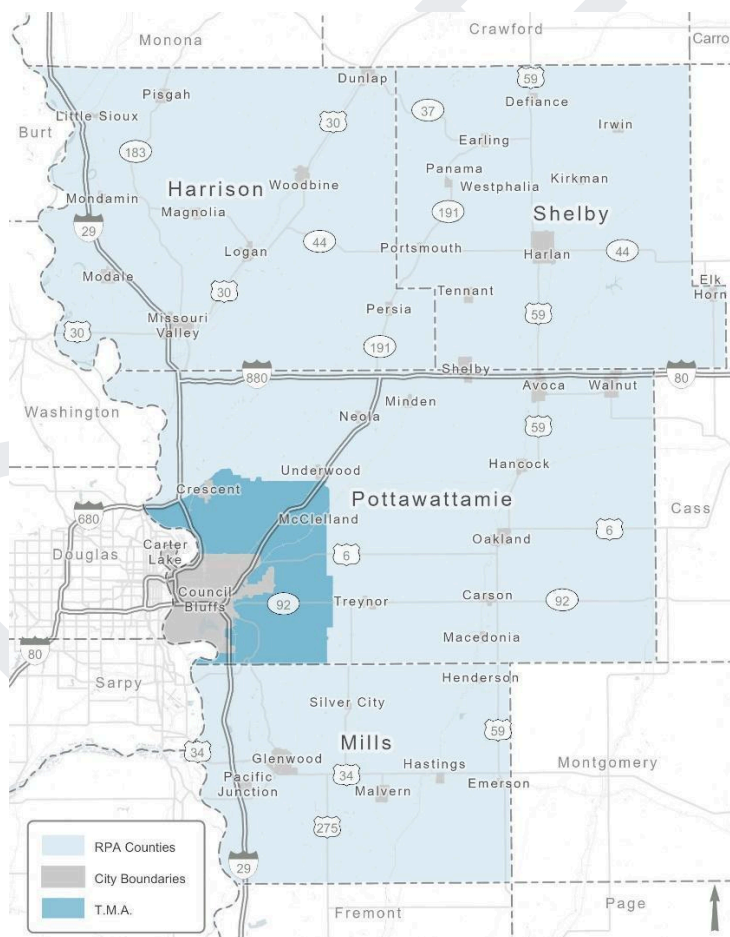 Monona
Crawford
Carro
Dunlap
59
Pisgah
Defiance
Little Sioux
37
30
Irwin
Burt
Earling
183
Panama
Kirkman
Woodbine
Westphalia
Harrison
Mondamin
Magnolia
191
Shelby
29
44
Logan
Portsmouth
Harlan
44
Modale
Elk
Horn
30
Tennant
Persia
59
Missouri
Valley
30
191
Shelby
880
80
Avoca
Walnut
Washington
Minden
Neola
59
Hancock
Underwood
Crescent
Pottawattamie
680
McClelland
Cass
6
Carter
Lake
Douglas
Oakland
6
Council
Bluffs
92
Treynor
Carson
92
Macedonia
80
Henderson
Sarpy
Silver City
59
Mills
34
Glenwood
Montgomery
Hastings
34
Pacific
Junction
Emerson
Malvern
275
RPA Counties
City Boundaries
29
T.M.A.
Page
Fremont